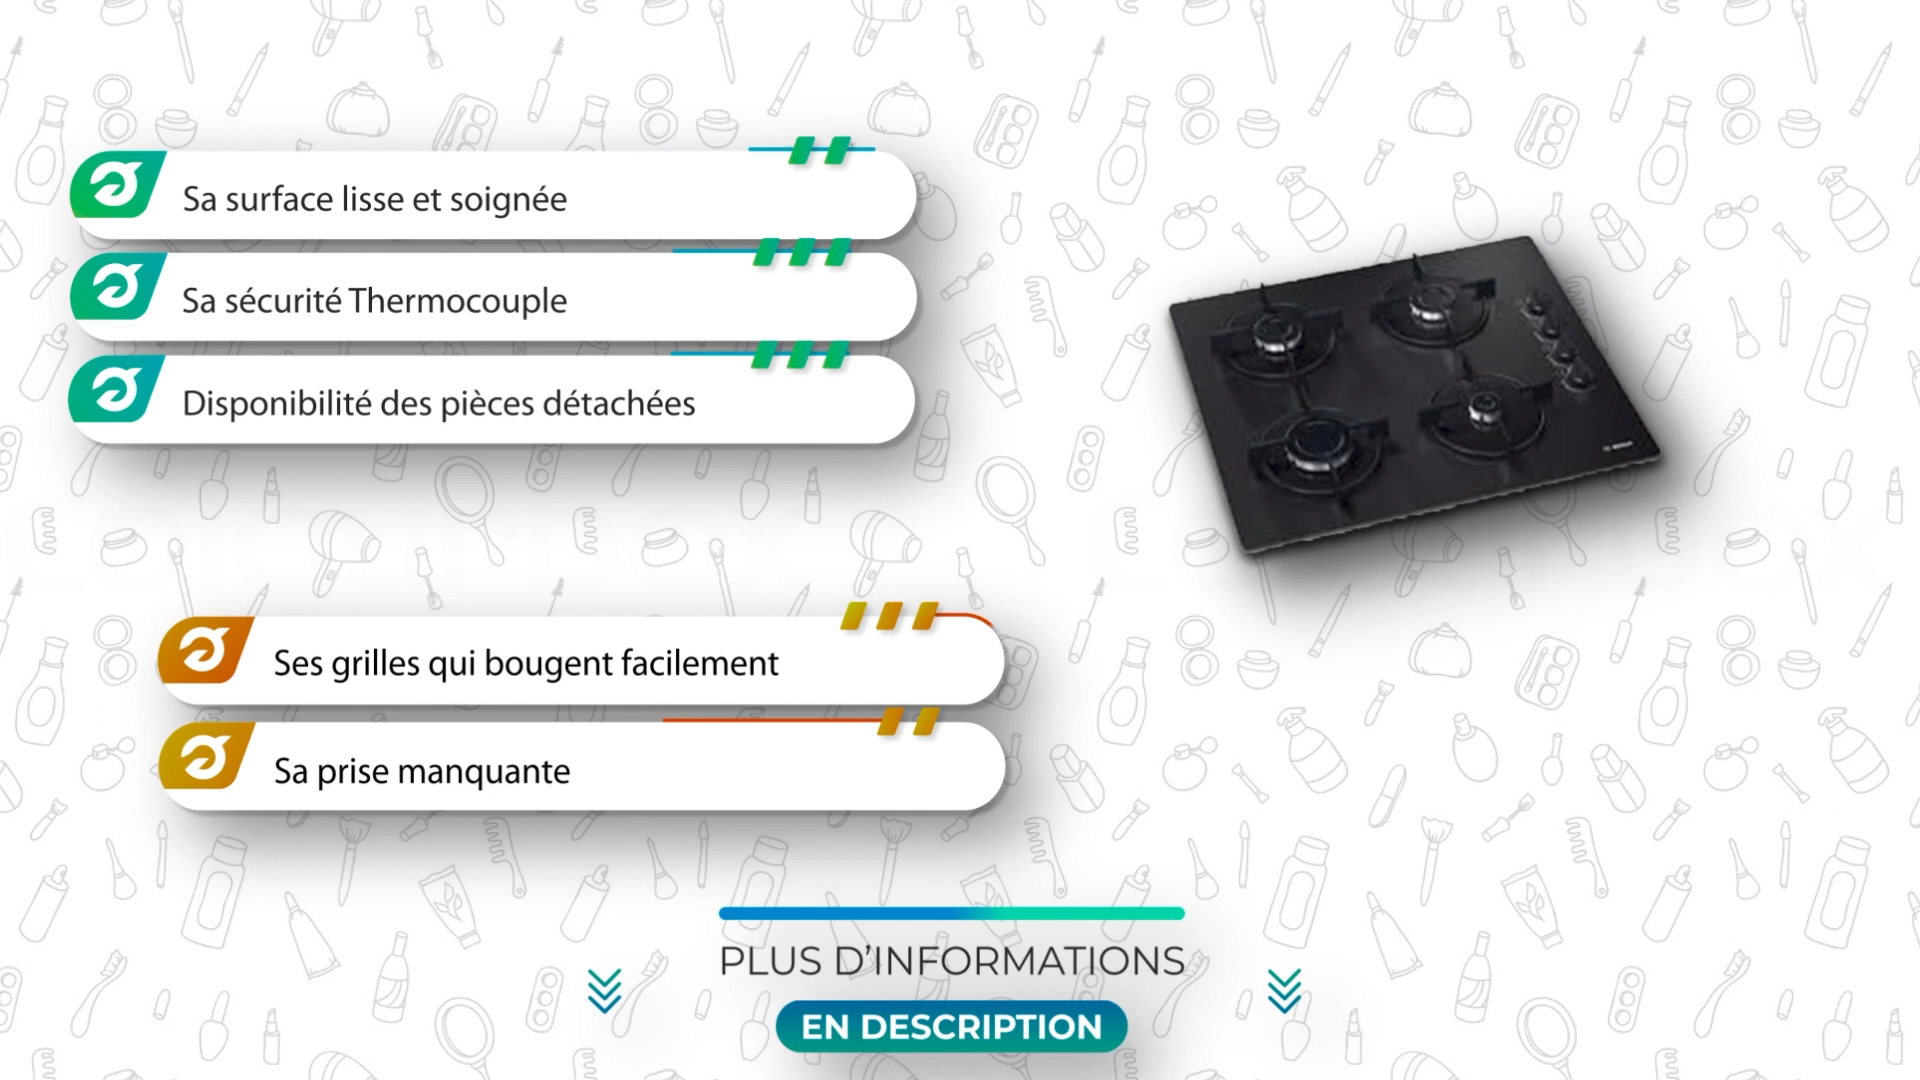 Sa surface lisse et soignée
Sa sécurité Thermocouple
Disponibilité des pièces détachées
Ses grilles qui bougent facilement
Sa prise manquante
PLUS D'INFORMATIONS
EN DESCRIPTION